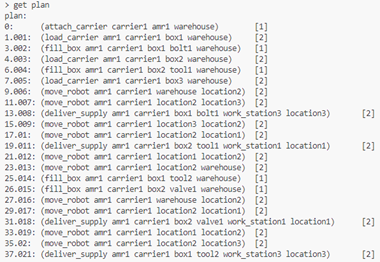 > get plan
plan:
0: (attach_carrier carrier1 amr1 warehouse) [1]
1.001: (load_carrier amr1 carrier1 box1 warehouse) [2]
3.002: (fill_box amr1 carrier1 box1 bolt1 warehouse) [1]
4.003: (load_carrier amr1 carrier1 box2 warehouse) [2]
6.004: (fill_box amr1 carrier1 box2 tool1 warehouse) [1]
7.005: (load_carrier amr1 carrier1 box3 warehouse) [2]
9.006: (move_robot amr1 carrier1 warehouse location2) [2]
11.007: (move_robot amr1 carrier1 location2 location3) [2]
13.008: (deliver_supply amr1 carrier1 box1 bolt1 work_station3 location3) [2]
15.009: (move_robot amr1 carrier1 location3 location2) [2]
17.01: (move_robot amr1 carrier1 location2 location1) [2]
19.011: (deliver_supply amr1 carrier1 box2 tool1 work_station1 location1) [2]
21.012: (move_robot amr1 carrier1 location1 location2) [2]
23.013: (move_robot amr1 carrier1 location2 warehouse) [2]
25.014: (fill_box amr1 carrier1 box1 tool2 warehouse) [1]
26.015: (fill_box amr1 carrier1 box2 valve1 warehouse) [1]
27.016: (move_robot amr1 carrier1 warehouse location2) [2]
29.017: (move_robot amr1 carrier1 location2 location1) [2]
31.018: (deliver_supply amr1 carrier1 box2 valve1 work_station1 location1) [2]
33.019: (move_robot amr1 carrier1 location1 location2) [2]
35.02: (move_robot amr1 carrier1 location2 location3) [2]
37.021: (deliver_supply amr1 carrier1 box1 tool2 work_station3 location3) [2]